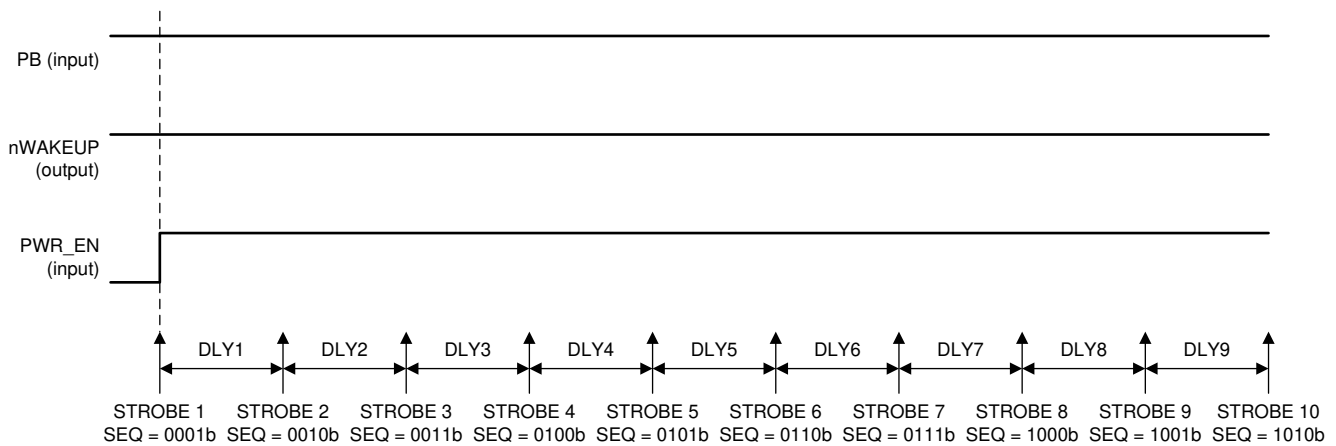 PB (input)
nWAKEUP
(output)
PWR_EN
(input)
DLY1 DLY2 DLY3 DLY4 DLY5 DLY6 DLY7 DLY8 DLY9
STROBE 1 STROBE 2 STROBE 3 STROBE 4 STROBE 5 STROBE 6 STROBE 7 STROBE 8 STROBE 9 STROBE 10
SEQ = 0001b SEQ = 0010b SEQ = 0011b SEQ = 0100b SEQ = 0101b SEQ = 0110b SEQ = 0111b SEQ = 1000b SEQ = 1001b SEQ = 1010b